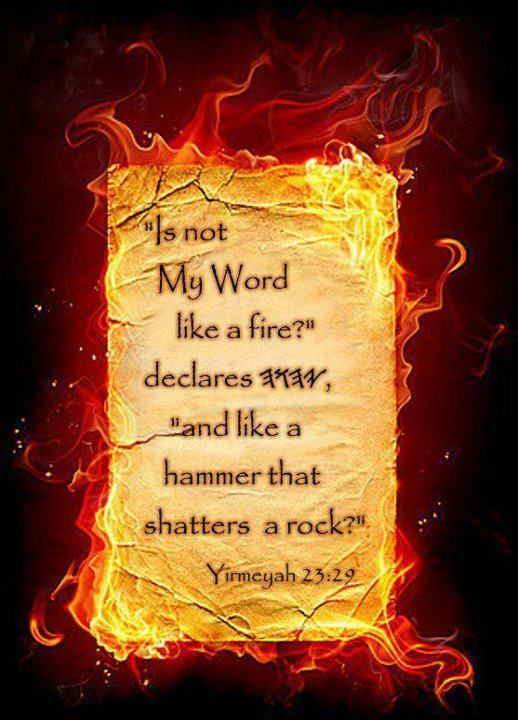 "Is not
My Word
like a fire?"
declares 𐤉𐤄𐤅𐤄,
"and like a
hammer that
shatters a rock?"
Yirmeyah 23:29